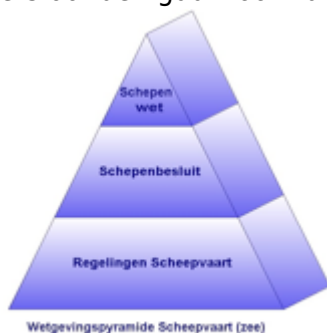 Schepen
wet
Schepenbesluit
Regelingen Scheepvaart
Wetgevingspyramide Scheepvaart (zee)